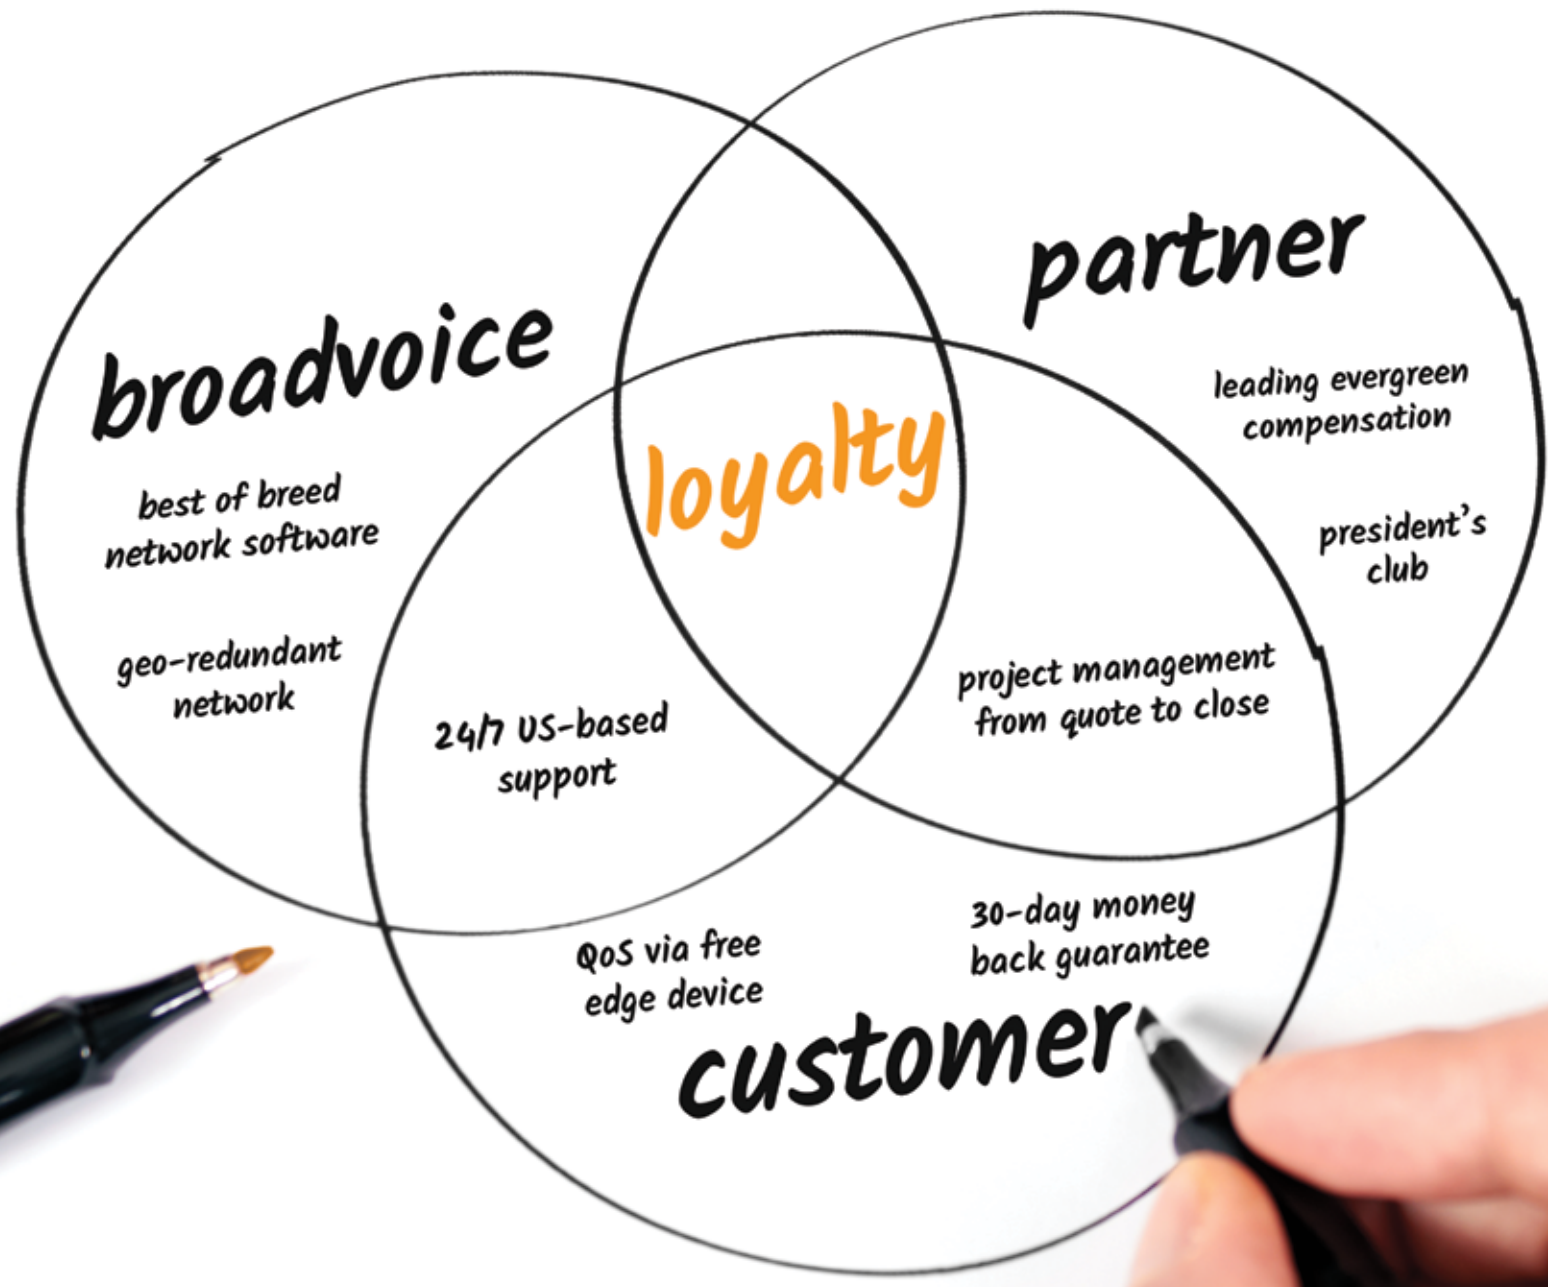 broadvoice
best of breed
network software
geo-redundant
network
partner
leading evergreen
compensation
president's
club
loyalty
24/7 US-based
support
project management
from quote to close
QoS via free
edge device
30-day money
back guarantee
customer